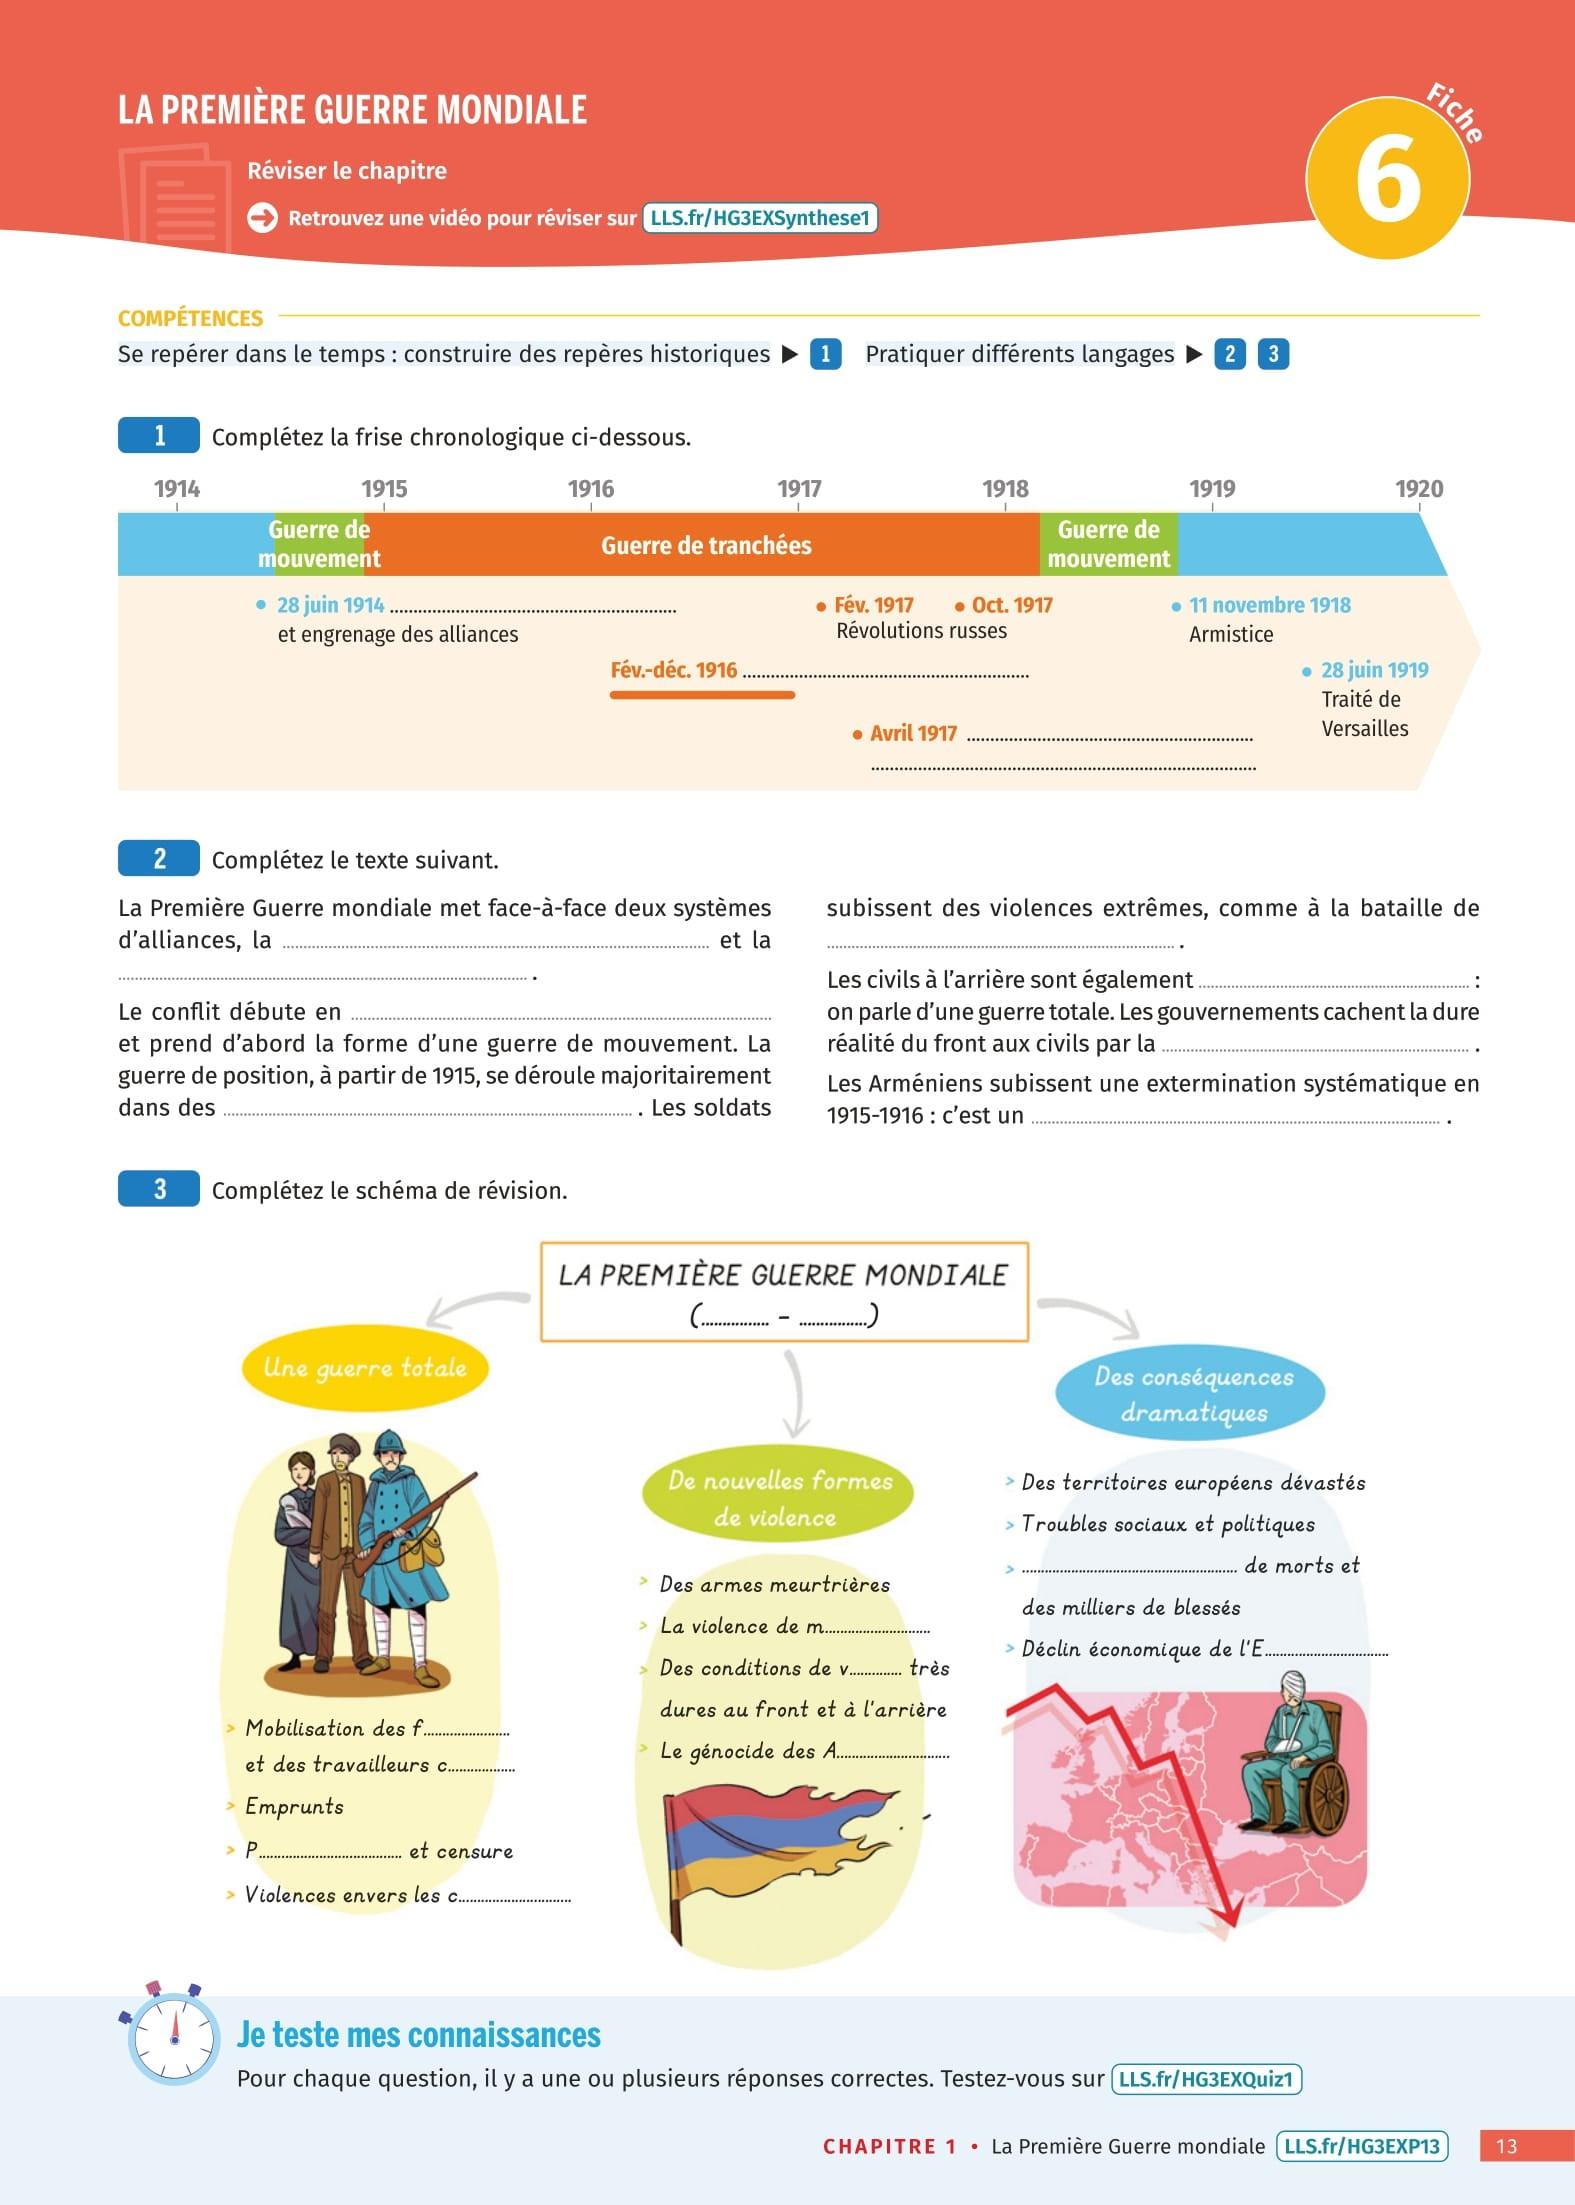 LA PREMIÈRE GUERRE MONDIALE
Réviser le chapitre
Retrouvez une vidéo pour réviser sur LLS.fr/HG3EXSynthese1
Fiche
6
COMPÉTENCES
Se repérer dans le temps : construire des repères historiques ▶ 1 Pratiquer différents langages ▶ 2 3
1 Complétez la frise chronologique ci-dessous.
1914 1915 1916 1917 1918 1919 1920
Guerre de
mouvement
Guerre de tranchées
Guerre de
mouvement
• 28 juin 1914 ..........
et engrenage des alliances
• Fév. 1917 • Oct. 1917
Révolutions russes
• 11 novembre 1918
Armistice
Fév.-déc. 1916 ..........
• 28 juin 1919
Traité de
Versailles
• Avril 1917 ..........
..........
2 Complétez le texte suivant.
La Première Guerre mondiale met face-à-face deux systèmes
d’alliances, la .......... et la
.......... .
Le conflit débute en ..........
et prend d’abord la forme d’une guerre de mouvement. La
guerre de position, à partir de 1915, se déroule majoritairement
dans des .......... . Les soldats
subissent des violences extrêmes, comme à la bataille de
.......... .
Les civils à l’arrière sont également .......... :
on parle d’une guerre totale. Les gouvernements cachent la dure
réalité du front aux civils par la .......... .
Les Arméniens subissent une extermination systématique en
1915-1916 : c’est un .......... .
3 Complétez le schéma de révision.
LA PREMIÈRE GUERRE MONDIALE
(.......... - ..........)
Une guerre totale
> Mobilisation des f..........
et des travailleurs c..........
> Emprunts
> P.......... et censure
> Violences envers les c..........
De nouvelles formes
de violence
> Des armes meurtrières
> La violence de m..........
> Des conditions de v.......... très
dures au front et à l'arrière
> Le génocide des A..........
Des conséquences
dramatiques
> Des territoires européens dévastés
> Troubles sociaux et politiques
> .......... de morts et
des milliers de blessés
> Déclin économique de l'E..........
Je teste mes connaissances
Pour chaque question, il y a une ou plusieurs réponses correctes. Testez-vous sur LLS.fr/HG3EXQuiz1
CHAPITRE 1 • La Première Guerre mondiale LLS.fr/HG3EXP13 13